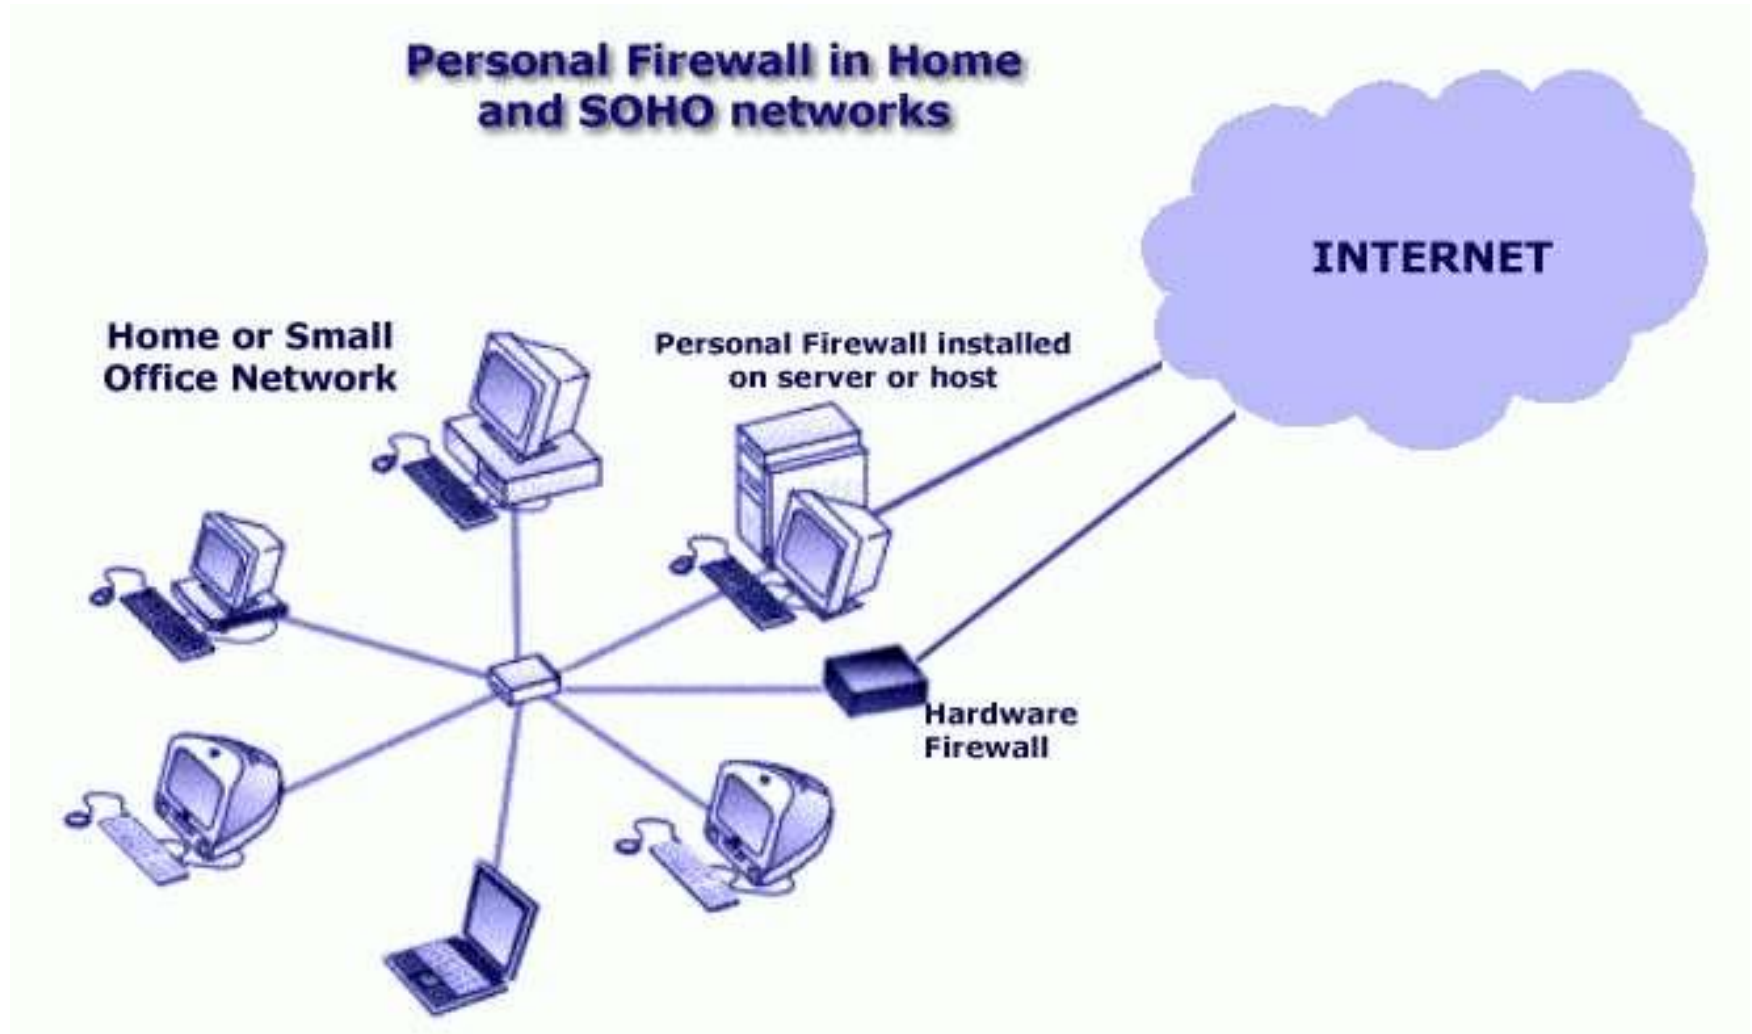 Personal Firewall in Home
and SOHO networks
INTERNET
Home or Small
Office Network
Personal Firewall installed
on server or host
Hardware
Firewall